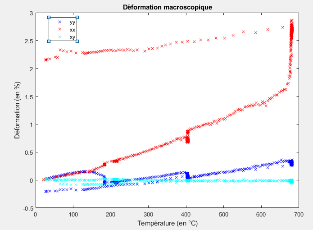 Déformation macroscopique
yy
xx
xy
Déformation (en %)
3
2.5
2
1.5
1
0.5
0
-0.5
0
100
200
300
400
500
600
700
Température (en °C)